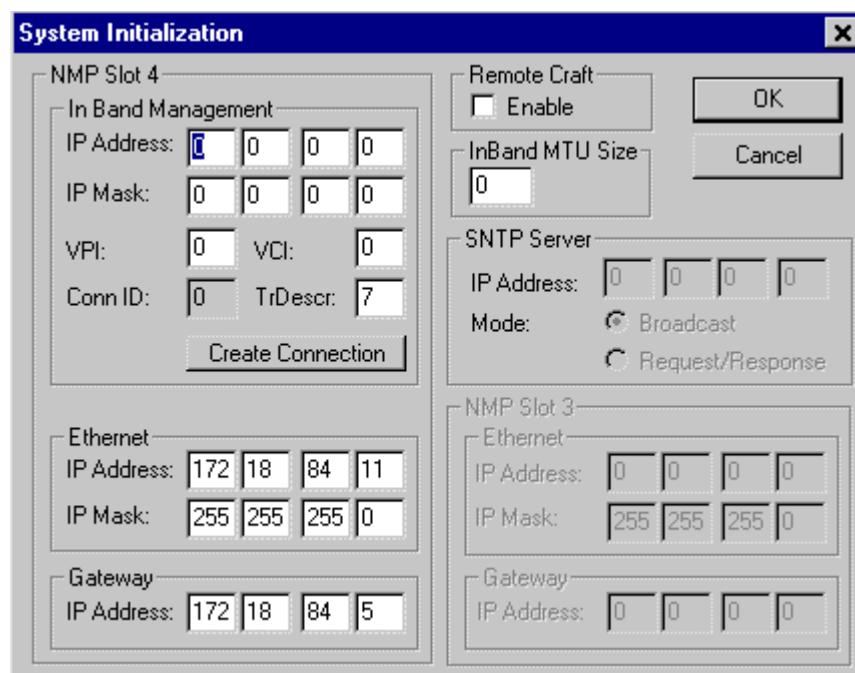 System Initialization
NMP Slot 4
In Band Management
IP Address: 0 0 0 0
IP Mask: 0 0 0 0
VPI: 0 VCI: 0
Conn ID: 0 TrDescr: 7
Create Connection
Ethernet
IP Address: 172 18 84 11
IP Mask: 255 255 255 0
Gateway
IP Address: 172 18 84 5
Remote Craft
Enable
InBand MTU Size
0
OK
Cancel
SNTP Server
IP Address: 0 0 0 0
Mode: Broadcast
Request/Response
NMP Slot 3
Ethernet
IP Address: 0 0 0 0
IP Mask: 255 255 255 0
Gateway
IP Address: 0 0 0 0